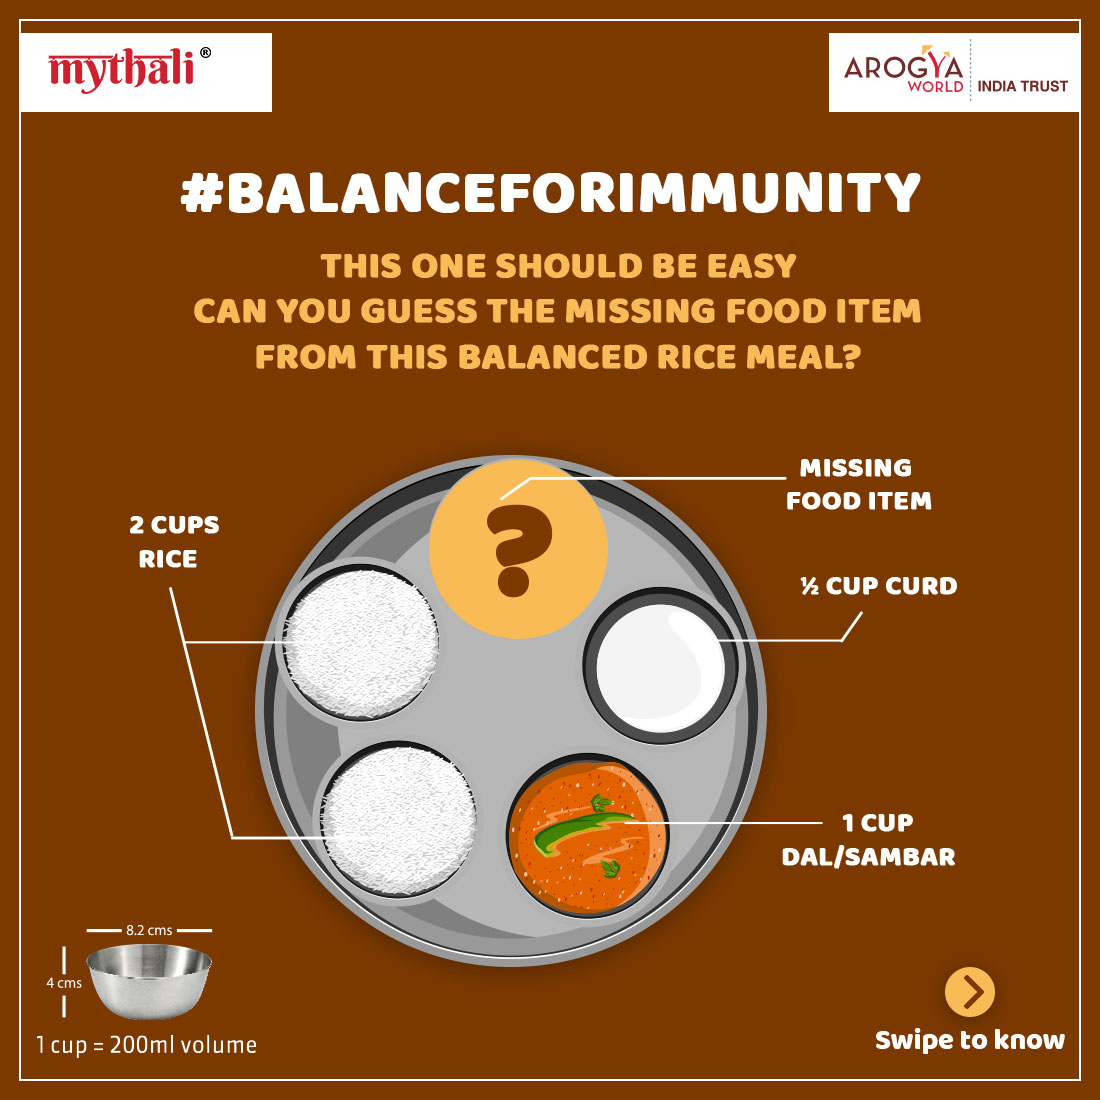 mythali®
AROGYA
WORLD
INDIA TRUST
#BALANCEFORIMMUNITY
THIS ONE SHOULD BE EASY
CAN YOU GUESS THE MISSING FOOD ITEM
FROM THIS BALANCED RICE MEAL?
MISSING
FOOD ITEM
?
2 CUPS
RICE
½ CUP CURD
1 CUP
DAL/SAMBAR
8.2 cms
4 cms
1 cup = 200ml volume
Swipe to know